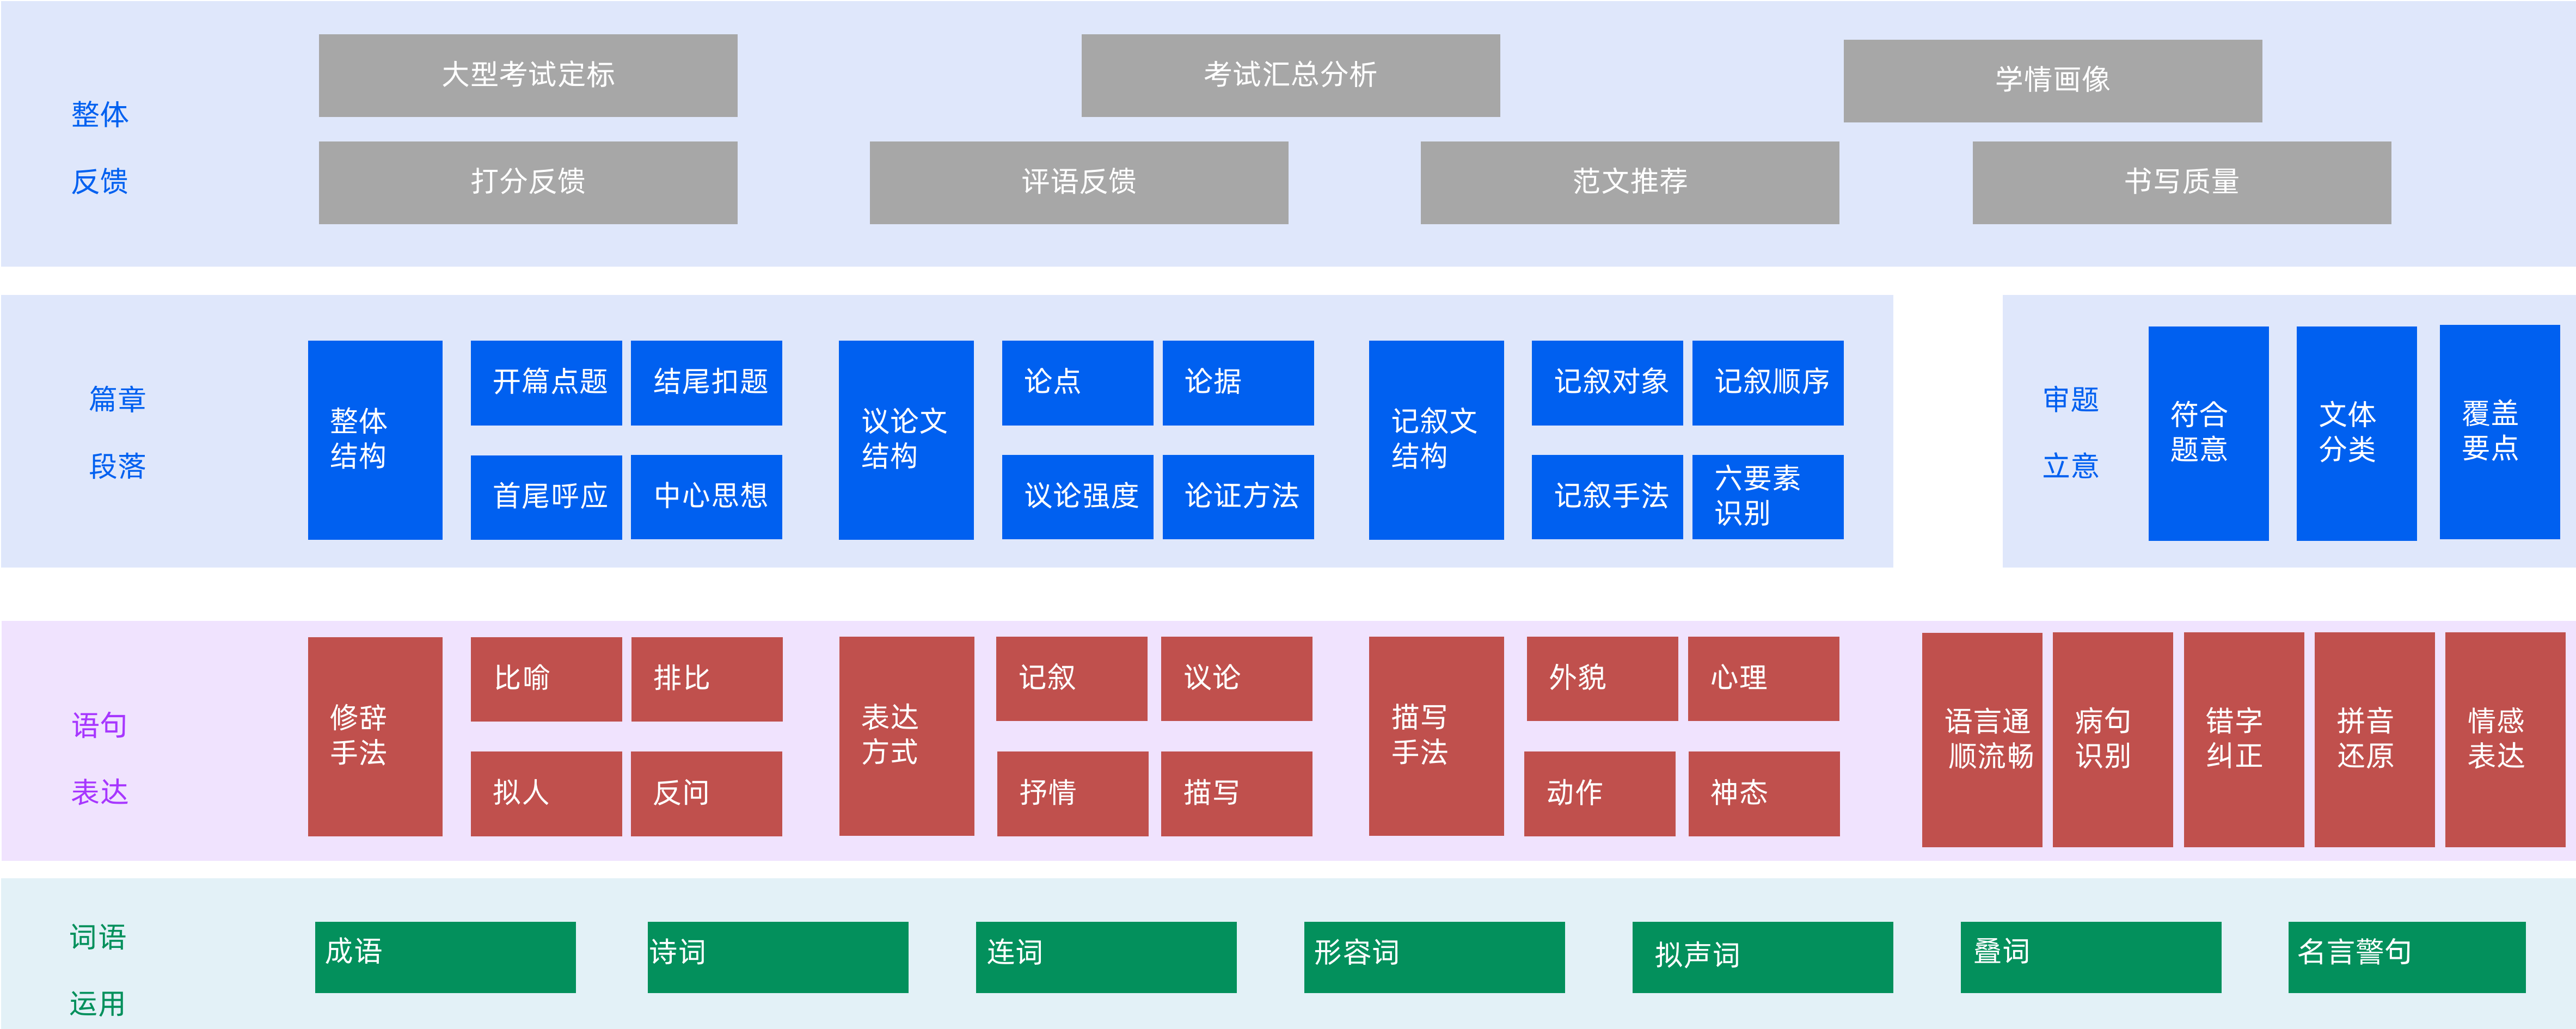 整体
反馈
大型考试定标
考试汇总分析
学情画像
打分反馈
评语反馈
范文推荐
书写质量
篇章
段落
整体
结构
开篇点题
结尾扣题
首尾呼应
中心思想
议论文
结构
论点
论据
议论强度
论证方法
记叙文
结构
记叙对象
记叙顺序
记叙手法
六要素
识别
审题
立意
符合
题意
文体
分类
覆盖
要点
语句
表达
修辞
手法
比喻
排比
拟人
反问
表达
方式
记叙
议论
抒情
描写
描写
手法
外貌
心理
动作
神态
语言通
顺流畅
病句
识别
错字
纠正
拼音
还原
情感
表达
词语
运用
成语
诗词
连词
形容词
拟声词
叠词
名言警句